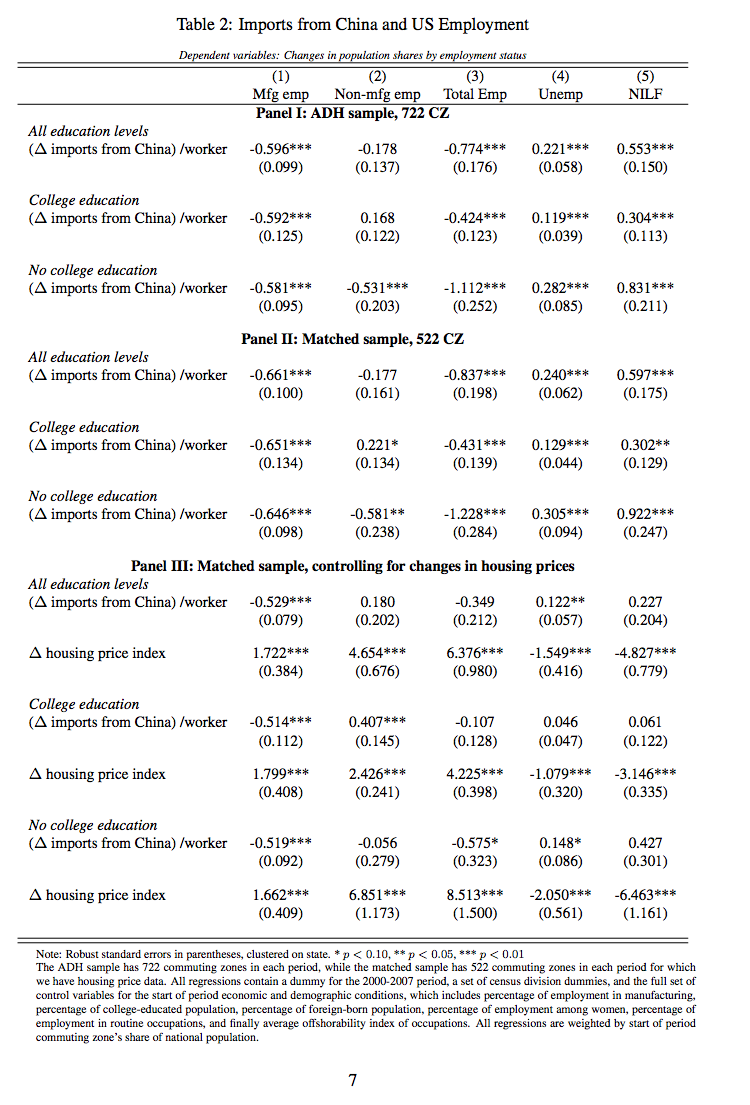 Table 2: Imports from China and US Employment
Dependent variables: Changes in population shares by employment status
(1) (2) (3) (4) (5)
Mfg emp Non-mfg emp Total Emp Unemp NILF
Panel I: ADH sample, 722 CZ
All education levels
(Δ imports from China) /worker -0.596*** -0.178 -0.774*** 0.221*** 0.553***
(0.099) (0.137) (0.176) (0.058) (0.150)
College education
(Δ imports from China) /worker -0.592*** 0.168 -0.424*** 0.119*** 0.304***
(0.125) (0.122) (0.123) (0.039) (0.113)
No college education
(Δ imports from China) /worker -0.581*** -0.531*** -1.112*** 0.282*** 0.831***
(0.095) (0.203) (0.252) (0.085) (0.211)
Panel II: Matched sample, 522 CZ
All education levels
(Δ imports from China) /worker -0.661*** -0.177 -0.837*** 0.240*** 0.597***
(0.100) (0.161) (0.198) (0.062) (0.175)
College education
(Δ imports from China) /worker -0.651*** 0.221* -0.431*** 0.129*** 0.302**
(0.134) (0.134) (0.139) (0.044) (0.129)
No college education
(Δ imports from China) /worker -0.646*** -0.581** -1.228*** 0.305*** 0.922***
(0.098) (0.238) (0.284) (0.094) (0.247)
Panel III: Matched sample, controlling for changes in housing prices
All education levels
(Δ imports from China) /worker -0.529*** 0.180 -0.349 0.122** 0.227
(0.079) (0.202) (0.212) (0.057) (0.204)
Δ housing price index 1.722*** 4.654*** 6.376*** -1.549*** -4.827***
(0.384) (0.676) (0.980) (0.416) (0.779)
College education
(Δ imports from China) /worker -0.514*** 0.407*** -0.107 0.046 0.061
(0.112) (0.145) (0.128) (0.047) (0.122)
Δ housing price index 1.799*** 2.426*** 4.225*** -1.079*** -3.146***
(0.408) (0.241) (0.398) (0.320) (0.335)
No college education
(Δ imports from China) /worker -0.519*** -0.056 -0.575* 0.148* 0.427
(0.092) (0.279) (0.323) (0.086) (0.301)
Δ housing price index 1.662*** 6.851*** 8.513*** -2.050*** -6.463***
(0.409) (1.173) (1.500) (0.561) (1.161)
Note: Robust standard errors in parentheses, clustered on state. * p < 0.10, ** p < 0.05, *** p < 0.01
The ADH sample has 722 commuting zones in each period, while the matched sample has 522 commuting zones in each period for which
we have housing price data. All regressions contain a dummy for the 2000-2007 period, a set of census division dummies, and the full set of
control variables for the start of period economic and demographic conditions, which includes percentage of employment in manufacturing,
percentage of college-educated population, percentage of foreign-born population, percentage of employment among women, percentage of
employment in routine occupations, and finally average offshorability index of occupations. All regressions are weighted by start of period
commuting zone's share of national population.
7